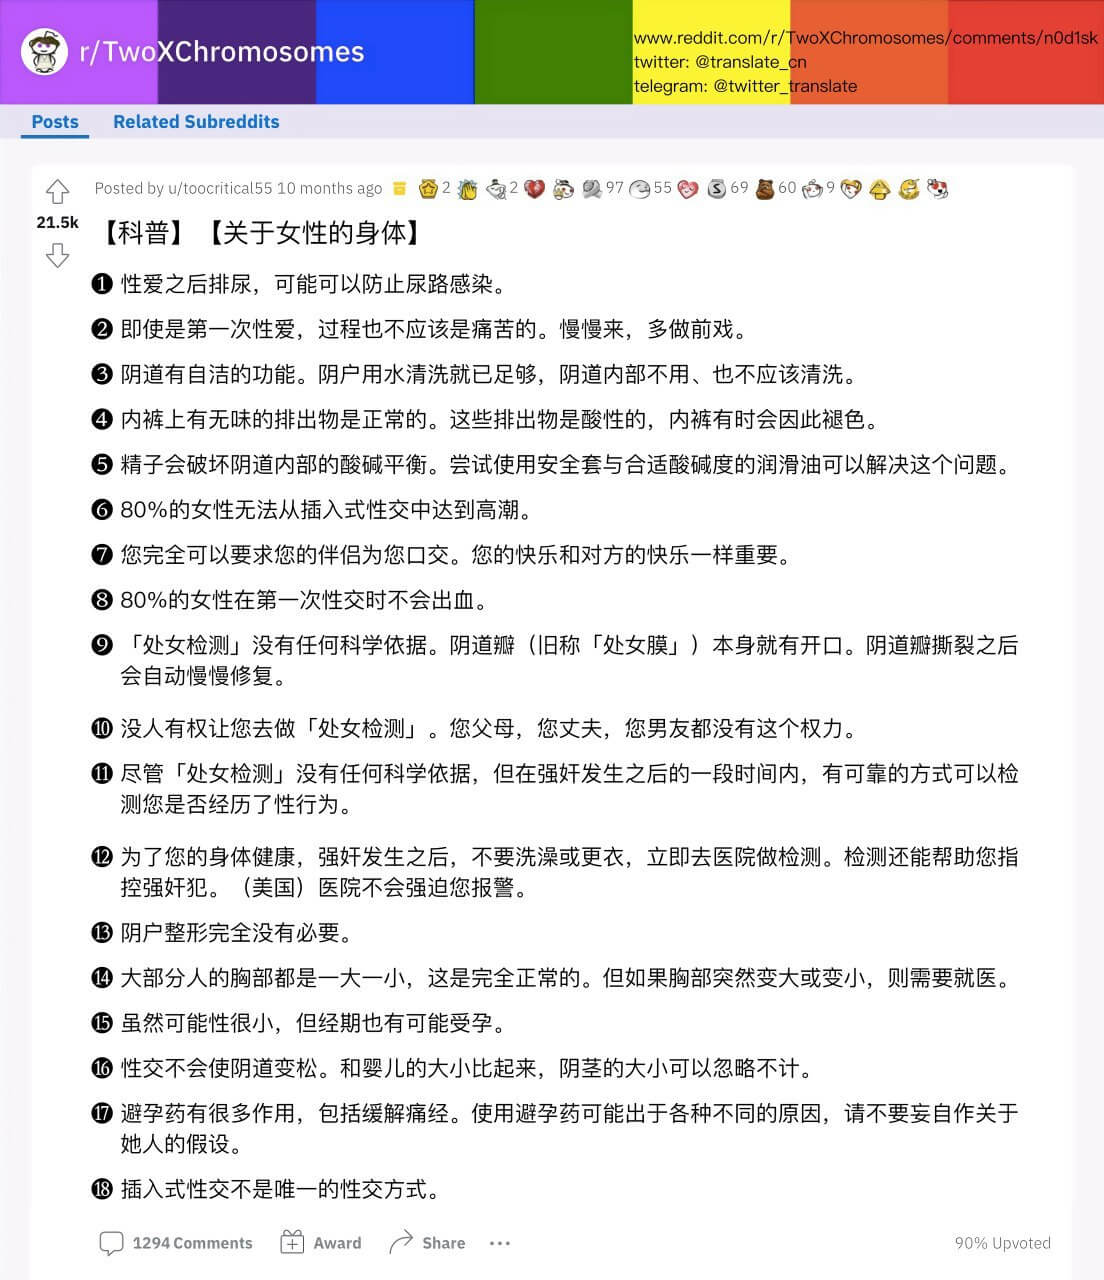 r/TwoXChromosomes
www.reddit.com/r/TwoXChromosomes/comments/n0d1sk
twitter: @translate_cn
telegram: @twitter_translate
Posts Related Subreddits
Posted by u/toocritical55 10 months ago 2 2 97 55 69 60 9
21.5k
【科普】【关于女性的身体】
❶ 性爱之后排尿，可能可以防止尿路感染。
❷ 即使是第一次性爱，过程也不应该是痛苦的。慢慢来，多做前戏。
❸ 阴道有自洁的功能。阴户用水清洗就已足够，阴道内部不用、也不应该清洗。
❹ 内裤上有无味的排出物是正常的。这些排出物是酸性的，内裤有时会因此褪色。
❺ 精子会破坏阴道内部的酸碱平衡。尝试使用安全套与合适酸碱度的润滑油可以解决这个问题。
❻ 80%的女性无法从插入式性交中达到高潮。
❼ 您完全可以要求您的伴侣为您口交。您的快乐和对方的快乐一样重要。
❽ 80%的女性在第一次性交时不会出血。
❾ 「处女检测」没有任何科学依据。阴道瓣（旧称「处女膜」）本身就有开口。阴道瓣撕裂之后
会自动慢慢修复。
❿ 没人有权让您去做「处女检测」。您父母，您丈夫，您男友都没有这个权力。
⓫ 尽管「处女检测」没有任何科学依据，但在强奸发生之后的一段时间内，有可靠的方式可以检
测您是否经历了性行为。
⓬ 为了您的身体健康，强奸发生之后，不要洗澡或更衣，立即去医院做检测。检测还能帮助您指
控强奸犯。（美国）医院不会强迫您报警。
⓭ 阴户整形完全没有必要。
⓮ 大部分人的胸部都是一大一小，这是完全正常的。但如果胸部突然变大或变小，则需要就医。
⓯ 虽然可能性很小，但经期也有可能受孕。
⓰ 性交不会使阴道变松。和婴儿的大小比起来，阴茎的大小可以忽略不计。
⓱ 避孕药有很多作用，包括缓解痛经。使用避孕药可能出于各种不同的原因，请不要妄自作关于
她人的假设。
⓲ 插入式性交不是唯一的性交方式。
1294 Comments Award Share ··· 90% Upvoted